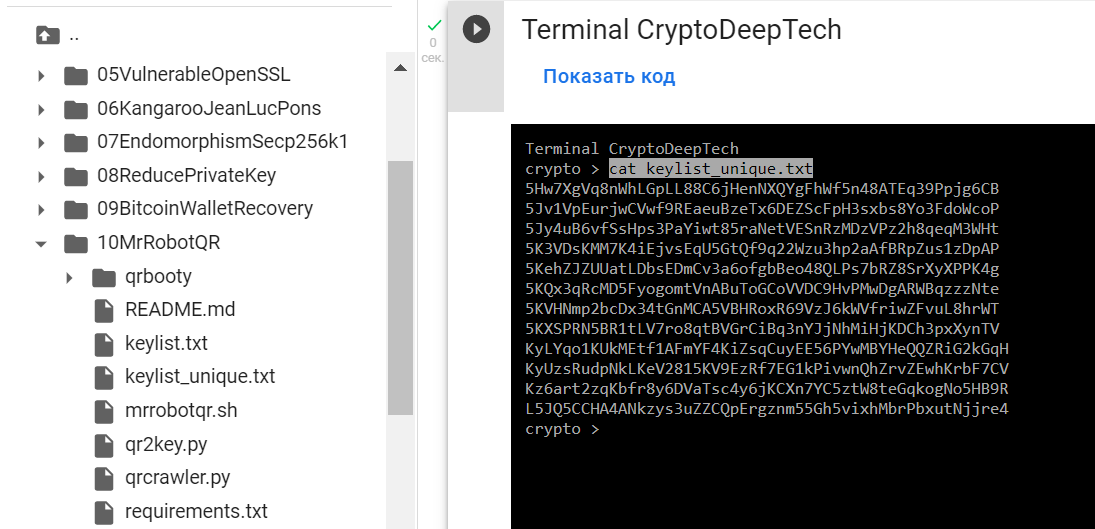 ..
05VulnerableOpenSSL
06KangarooJeanLucPons
07EndomorphismSecp256k1
08ReducePrivateKey
09BitcoinWalletRecovery
10MrRobotQR
qrbooty
README.md
keylist.txt
keylist_unique.txt
mrrobotqr.sh
qr2key.py
qrcrawler.py
requirements.txt
0
сек.
Terminal CryptoDeepTech
Показать код
Terminal CryptoDeepTech
crypto > cat keylist_unique.txt
5Hw7XgVq8nWhLGpLL88C6jHenNXQYgFhWf5n48ATEq39Ppjg6CB
5Jv1VpEurjwCVwf9REaeuBzeTx6DEZScFpH3sxbs8Yo3FdoWcoP
5Jy4uB6vfSsHps3PaYiwt85raNetVESnRzMDzVPz2h8qeqM3WHt
5K3VDsKMM7K4iEjvsEqU5GtQf9q22Wzu3hp2aAfBRpZus1zDpAP
5KehZJZUUatLDbsEDmCv3a6ofgbBeo48QLPs7bRZ8SrXyXPPK4g
5KQx3qRcMD5FyogomtVnABuToGCoVVDC9HvPMwDgARWBqzzzNte
5KVHNmp2bcDx34tGnMCA5VBHRoxR69VzJ6kWVfriwZFvuL8hrWT
5KXSPRN5BR1tLV7ro8qtBVGrCiBq3nYJjNhMiHjKDCh3pxXynTV
KyLYqo1KUkMEtf1AFmYF4KiZsqCuyEE56PYwMBYHeQQZRiG2kGqH
KyUzsRudpNkLKeV2815KV9EzRf7EG1kPivwnQhZrvZEwhKrbF7CV
Kz6art2zqKbfr8y6DVaTsc4y6jKCXn7YC5ztW8teGqkogNo5HB9R
L5JQ5CCHA4ANkzys3uZZCQpErgznm55Gh5vixhMbrPbxutNjjre4
crypto >